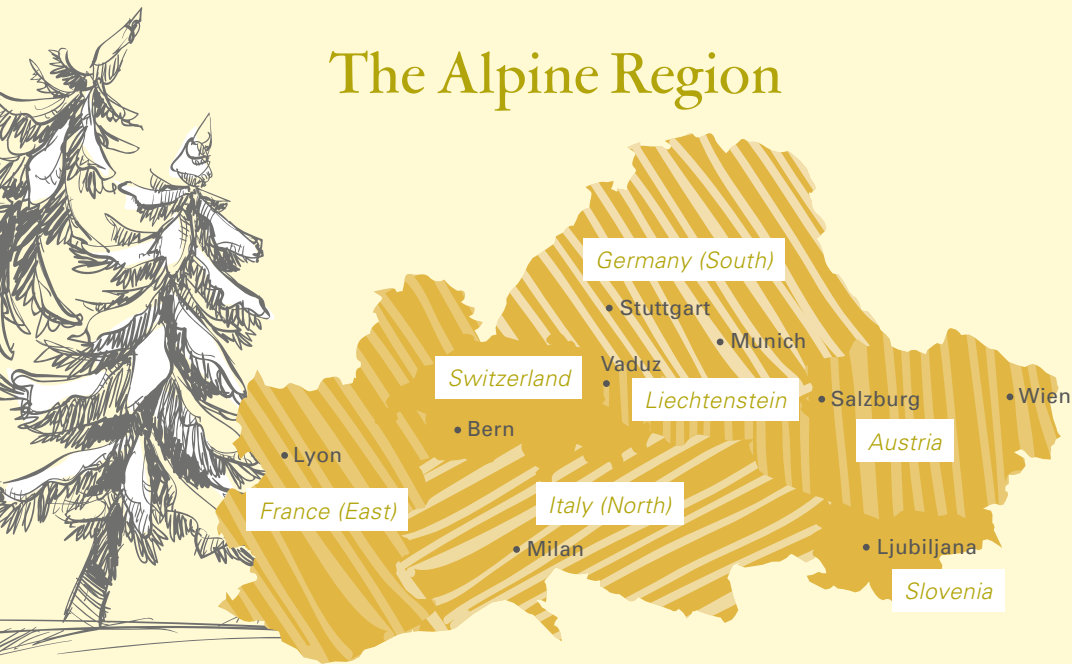 The Alpine Region
Germany (South)
• Stuttgart
• Munich
Vaduz
Switzerland
Liechtenstein
• Salzburg
• Wien
• Bern
Austria
• Lyon
France (East)
Italy (North)
• Milan
• Ljubiljana
Slovenia